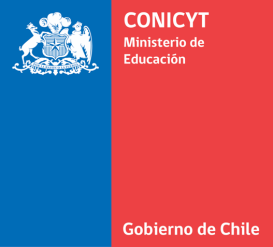 CONICYT
Ministerio de
Educación
Gobierno de Chile